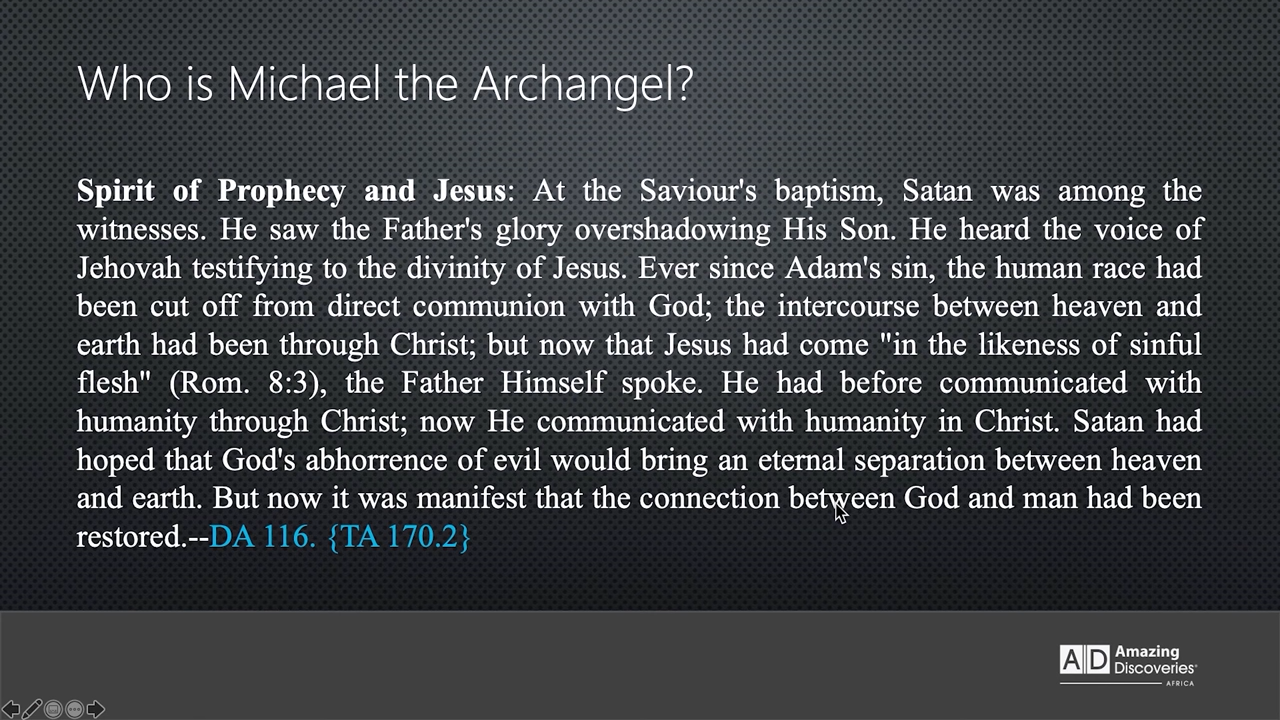 Who is Michael the Archangel?
Spirit of Prophecy and Jesus: At the Saviour's baptism, Satan was among the
witnesses. He saw the Father's glory overshadowing His Son. He heard the voice of
Jehovah testifying to the divinity of Jesus. Ever since Adam's sin, the human race had
been cut off from direct communion with God; the intercourse between heaven and
earth had been through Christ; but now that Jesus had come "in the likeness of sinful
flesh" (Rom. 8:3), the Father Himself spoke. He had before communicated with
humanity through Christ; now He communicated with humanity in Christ. Satan had
hoped that God's abhorrence of evil would bring an eternal separation between heaven
and earth. But now it was manifest that the connection between God and man had been
restored.--DA 116. {TA 170.2}
AD Amazing
Discoveries
AFRICA